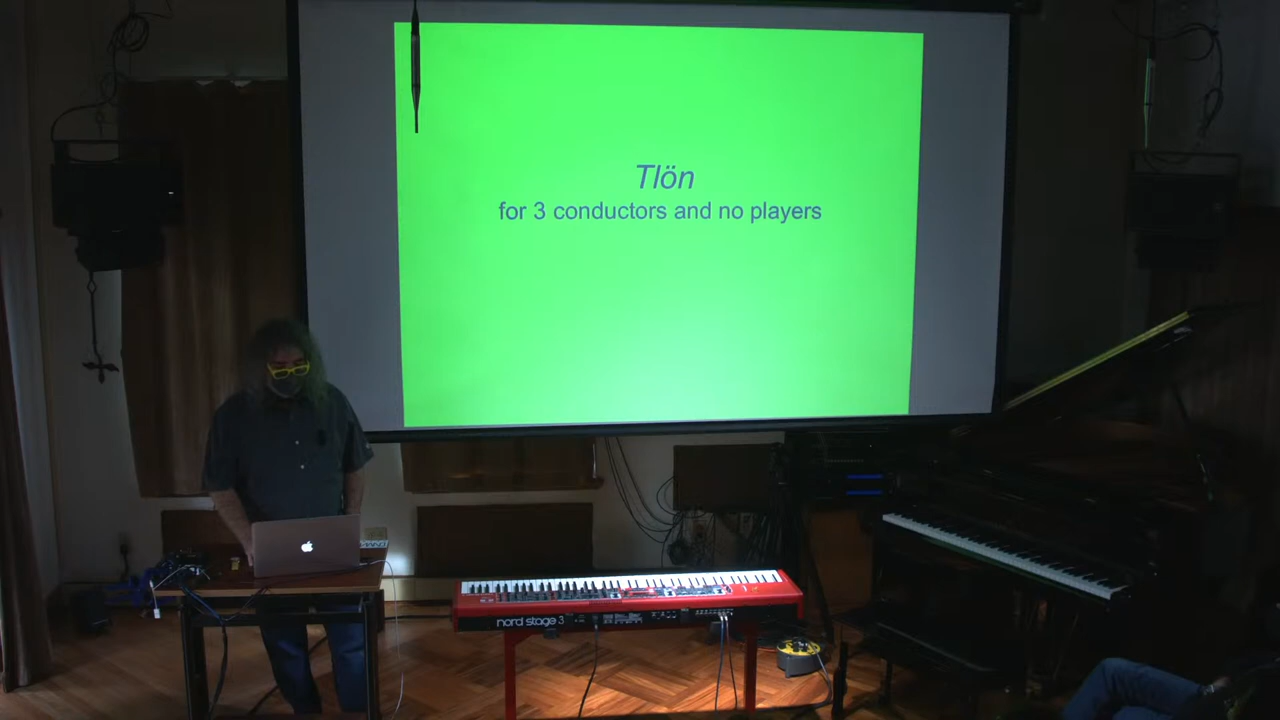 Tlön
for 3 conductors and no players
nord stage 3